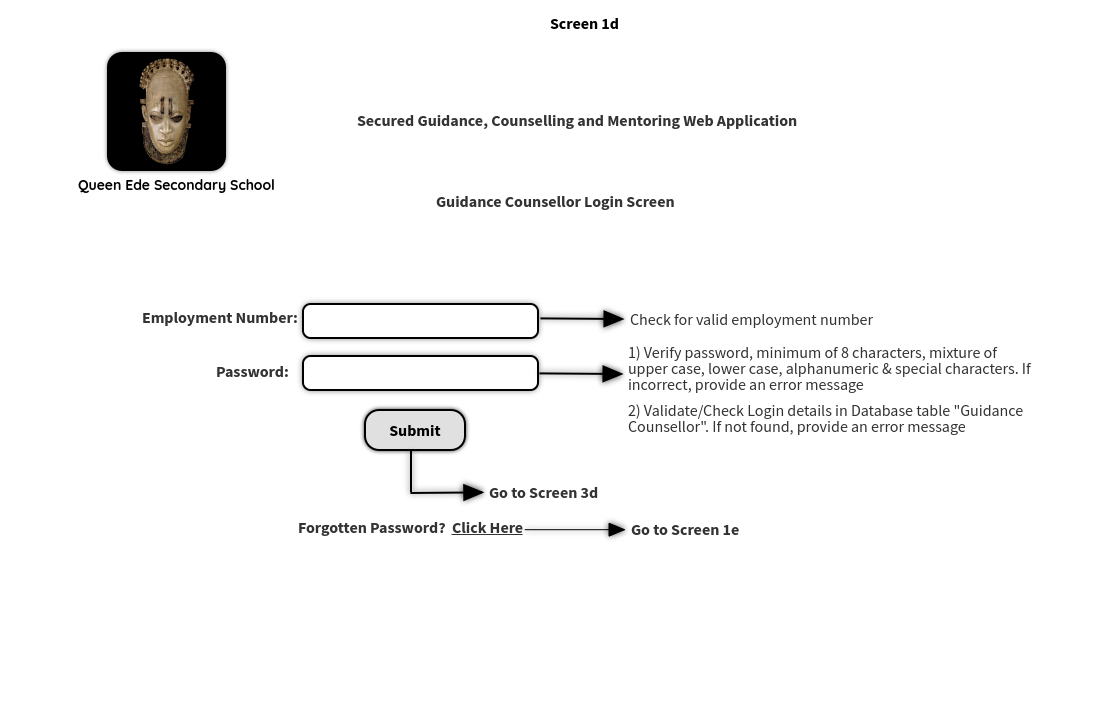 Screen 1d
Secured Guidance, Counselling and Mentoring Web Application
Queen Ede Secondary School
Guidance Counsellor Login Screen
Employment Number:
Check for valid employment number
Password:
1) Verify password, minimum of 8 characters, mixture of
upper case, lower case, alphanumeric & special characters. If
incorrect, provide an error message
2) Validate/Check Login details in Database table "Guidance
Counsellor". If not found, provide an error message
Submit
Go to Screen 3d
Forgotten Password? Click Here
Go to Screen 1e